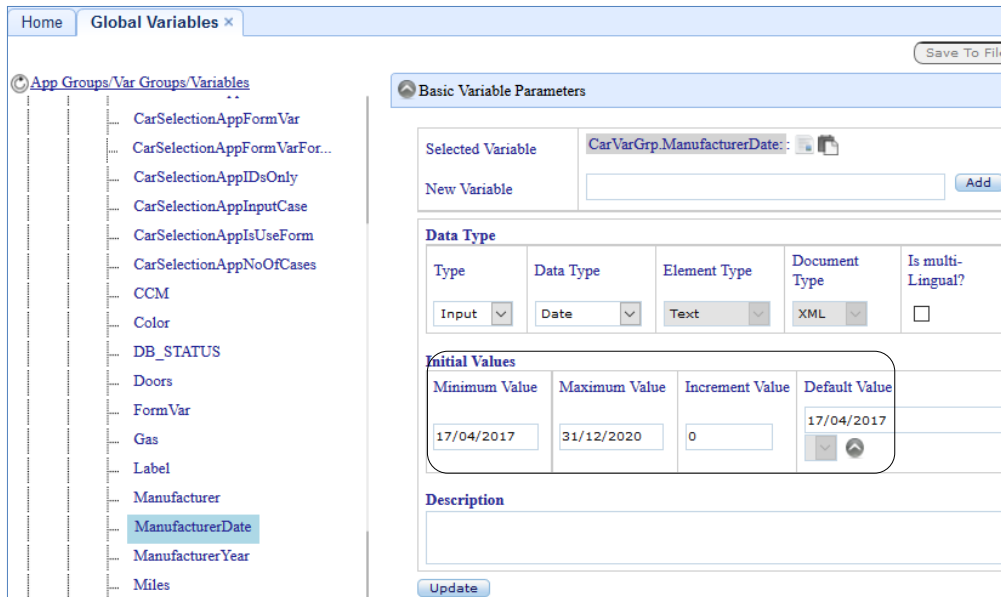 Home
Global Variables ×
Save To File
App Groups/Var Groups/Variables
CarSelectionAppFormVar
CarSelectionAppFormVarFor...
CarSelectionAppIDsOnly
CarSelectionAppInputCase
CarSelectionAppIsUseForm
CarSelectionAppNoOfCases
CCM
Color
DB_STATUS
Doors
FormVar
Gas
Label
Manufacturer
ManufacturerDate
ManufacturerYear
Miles
Basic Variable Parameters
Selected Variable CarVarGrp.ManufacturerDate: :
New Variable Add
Data Type
Type Data Type Element Type Document Type Is multi-Lingual?
Input Date Text XML
Initial Values
Minimum Value Maximum Value Increment Value Default Value
17/04/2017 31/12/2020 0 17/04/2017
Description
Update